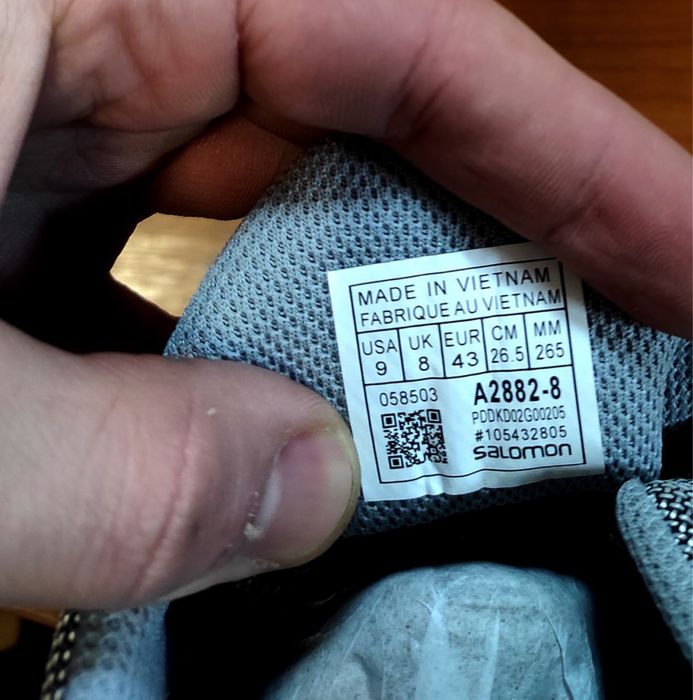 MADE IN VIETNAM
FABRIQUE AU VIETNAM
USA UK EUR CM MM
9 8 43 26.5 265
058503 A2882-8
PDDKD02G00205
#105432805
salomon